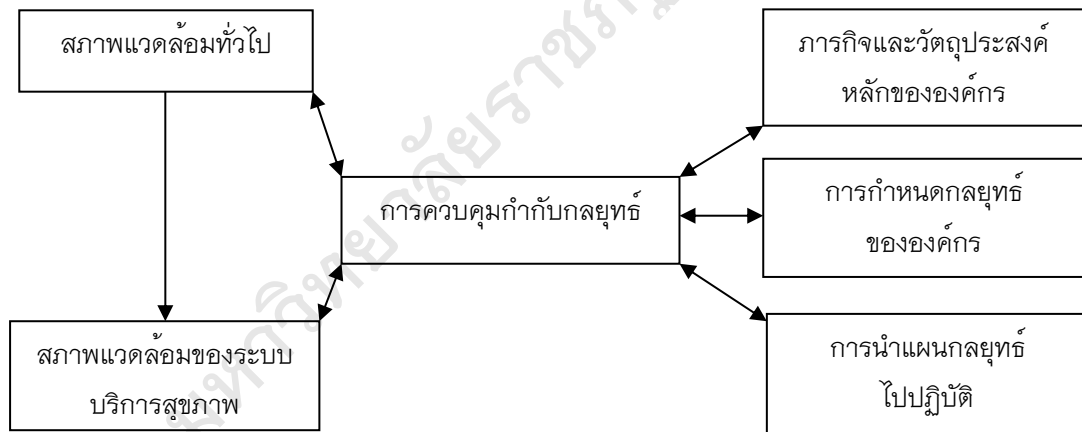 สภาพแวดล้อมทั่วไป
ภารกิจและวัตถุประสงค์
หลักขององค์กร
การควบคุมกำกับกลยุทธ์
การกำหนดกลยุทธ์
ขององค์กร
สภาพแวดล้อมของระบบ
บริการสุขภาพ
การนำแผนกลยุทธ์
ไปปฏิบัติ